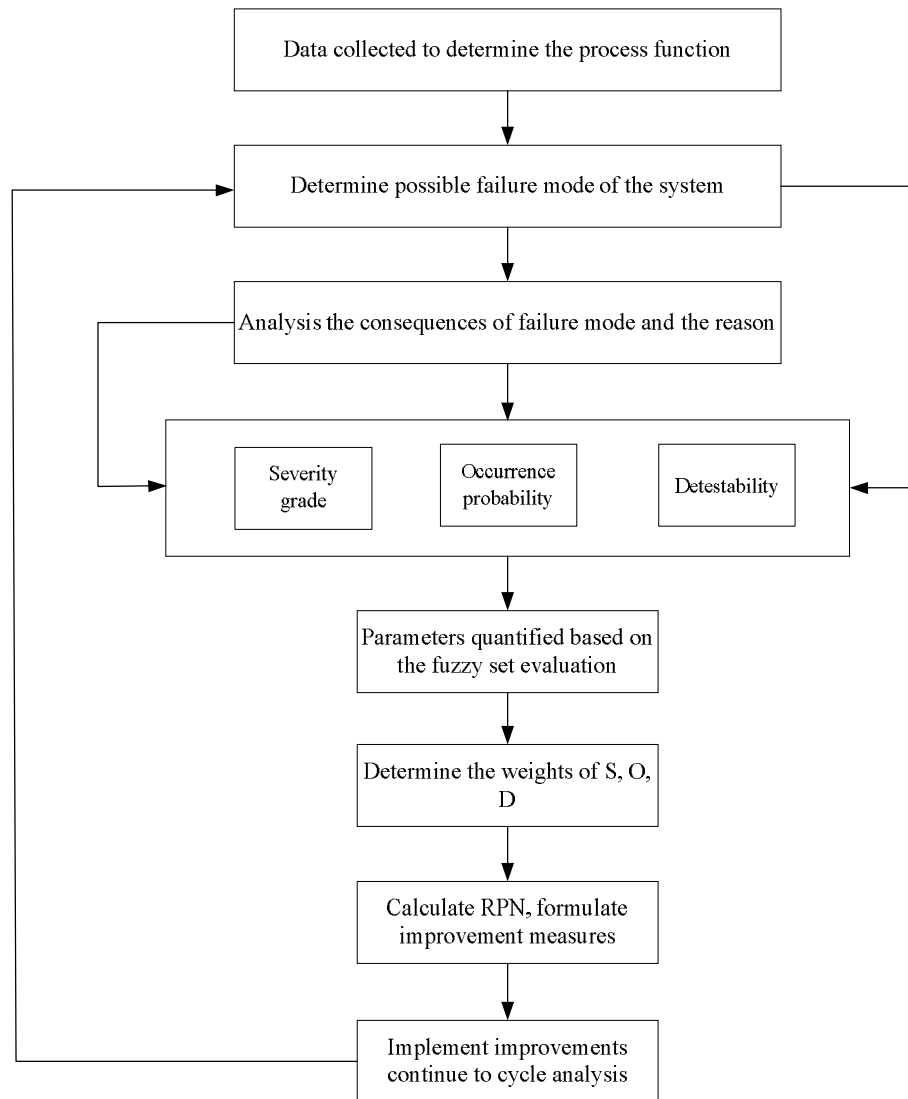 Data collected to determine the process function
Determine possible failure mode of the system
Analysis the consequences of failure mode and the reason
Severity
grade
Occurrence
probability
Detestability
Parameters quantified based on
the fuzzy set evaluation
Determine the weights of S, O,
D
Calculate RPN, formulate
improvement measures
Implement improvements
continue to cycle analysis